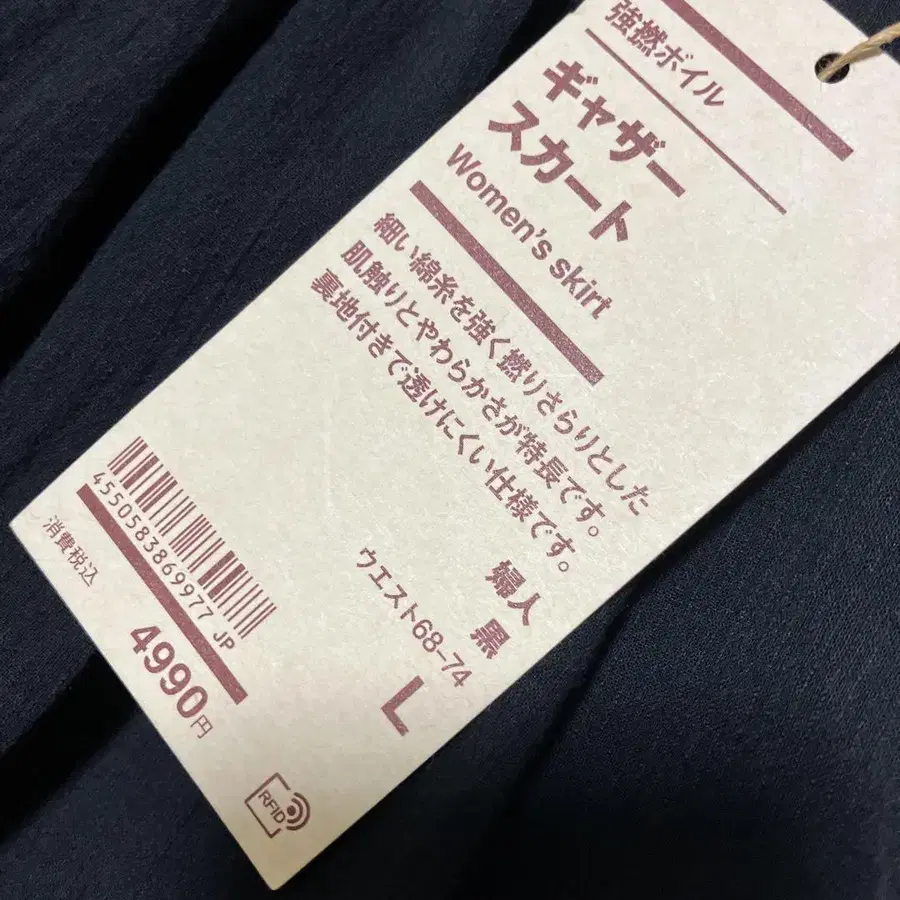 強撚ボイル
ギャザー
スカート
Women's skirt
細い綿糸を強く撚りさらりとした
肌触りとやわらかさが特長です。
裏地付きで透けにくい仕様です。
婦人
黒
ウエスト68-74
L
4550583869977 JP
消費税込
4990円
RFID